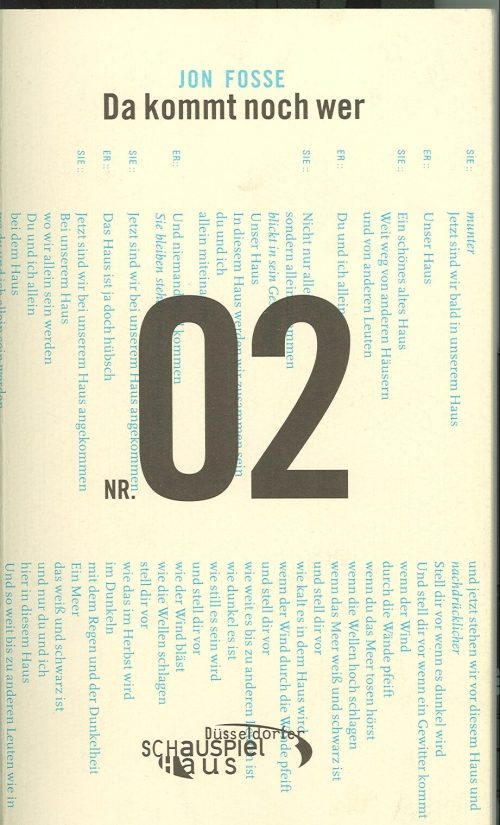 JON FOSSE
Da kommt noch wer
SIE ::
munter
Jetzt sind wir bald in unserem Haus
ER ::
Unser Haus
SIE ::
Ein schönes altes Haus
Weit weg von anderen Häusern
und von anderen Leuten
ER ::
Du und ich allein
SIE ::
Nicht nur allein
sondern allein
blickt in sein Ge
Unser Haus
In diesem Haus werden wir zusammen sein
du und ich
allein miteina
ER::
Und niemand kommen
Sie bleiben steh
SIE ::
Jetzt sind wir bei unserem Haus angekommen
ER ::
Das Haus ist ja doch hübsch
SIE ::
Jetzt sind wir bei unserem Haus angekommen
Bei unserem Haus
wo wir allein sein werden
Du und ich allein
bei dem Haus
NR. 02
und jetzt stehen wir vor diesem Haus und
nachdrücklicher
Stell dir vor wenn es dunkel wird
Und stell dir vor wenn ein Gewitter kommt
wenn der Wind
durch die Wände pfeift
wenn du das Meer tosen hörst
wenn die Wellen hoch schlagen
wenn das Meer weiß und schwarz ist
und stell dir vor
wie kalt es in dem Haus wird
wenn der Wind durch die Wände pfeift
und stell dir vor
wie weit es bis zu anderen Leuten ist
wie dunkel es ist
wie still es sein wird
und stell dir vor
wie der Wind bläst
wie die Wellen schlagen
stell dir vor
wie das im Herbst wird
im Dunkeln
mit dem Regen und der Dunkelheit
Ein Meer
das weiß und schwarz ist
und nur du und ich
hier in diesem Haus
Und so weit bis zu anderen Leuten wie in
Düsseldorfer
SCHAUSPIEL
HAUS